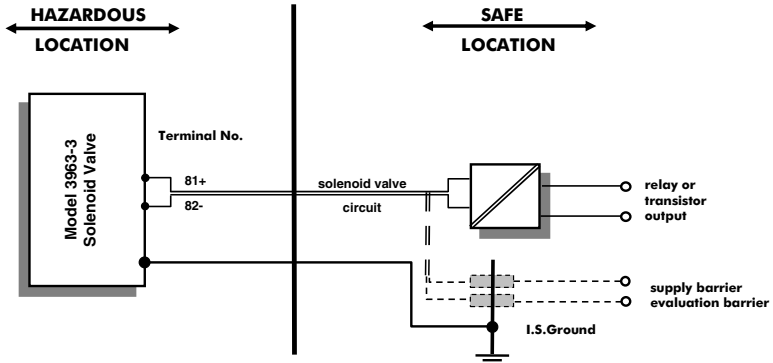 HAZARDOUS
LOCATION
SAFE
LOCATION
Model 3963-3
Solenoid Valve
Terminal No.
81+
82-
solenoid valve
circuit
relay or
transistor
output
supply barrier
evaluation barrier
I.S.Ground